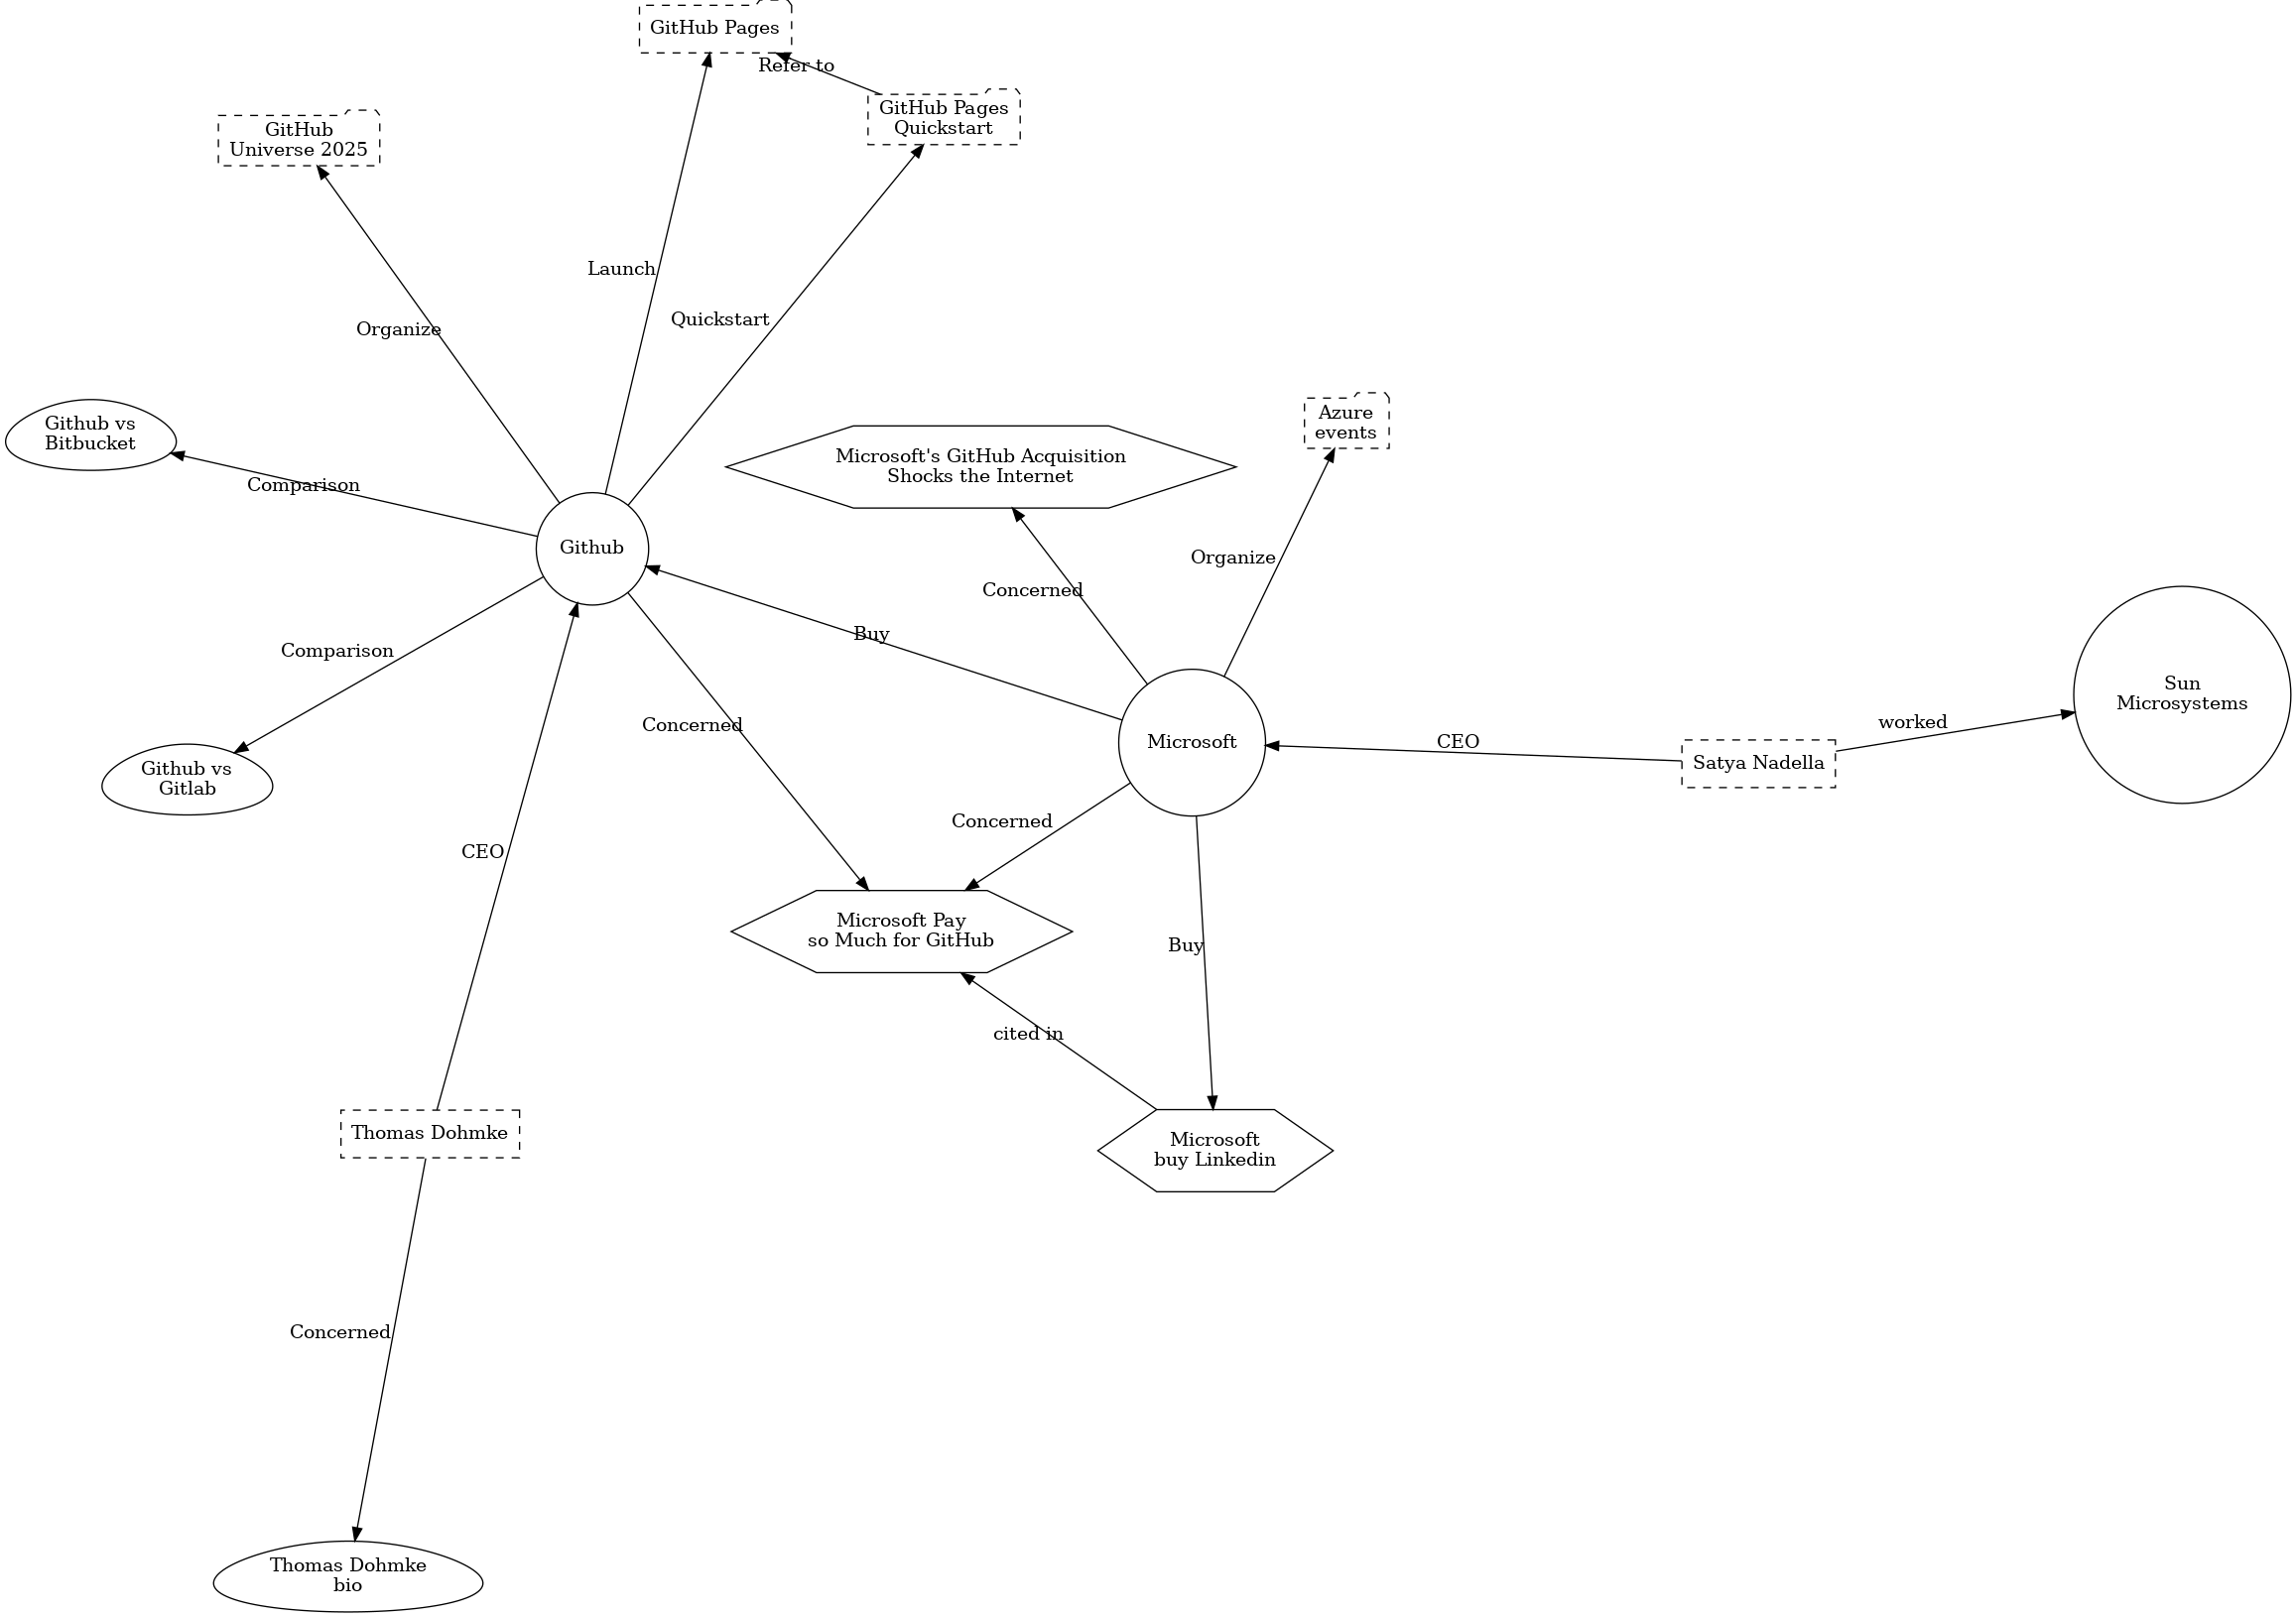 GitHub Pages
Refer to
GitHub Pages
Quickstart
GitHub
Universe 2025
Launch
Quickstart
Organize
Github vs
Bitbucket
Comparison
Github
Microsoft's GitHub Acquisition
Shocks the Internet
Azure
events
Organize
Concerned
Buy
Comparison
Concerned
Sun
Microsystems
worked
Microsoft
CEO
Satya Nadella
Github vs
Gitlab
Concerned
CEO
Microsoft Pay
so Much for GitHub
Buy
cited in
Thomas Dohmke
Microsoft
buy Linkedin
Concerned
Thomas Dohmke
bio